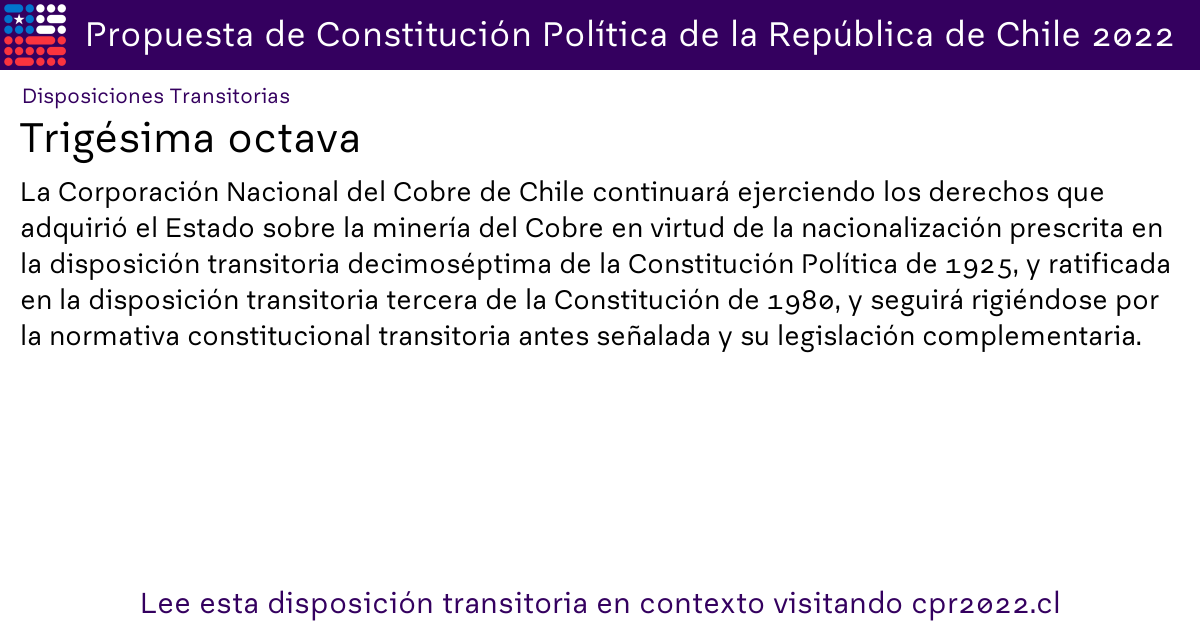 Propuesta de Constitución Política de la República de Chile 2022
Disposiciones Transitorias
Trigésima octava
La Corporación Nacional del Cobre de Chile continuará ejerciendo los derechos que
adquirió el Estado sobre la minería del Cobre en virtud de la nacionalización prescrita en
la disposición transitoria decimoséptima de la Constitución Política de 1925, y ratificada
en la disposición transitoria tercera de la Constitución de 1980, y seguirá rigiéndose por
la normativa constitucional transitoria antes señalada y su legislación complementaria.
Lee esta disposición transitoria en contexto visitando cpr2022.cl